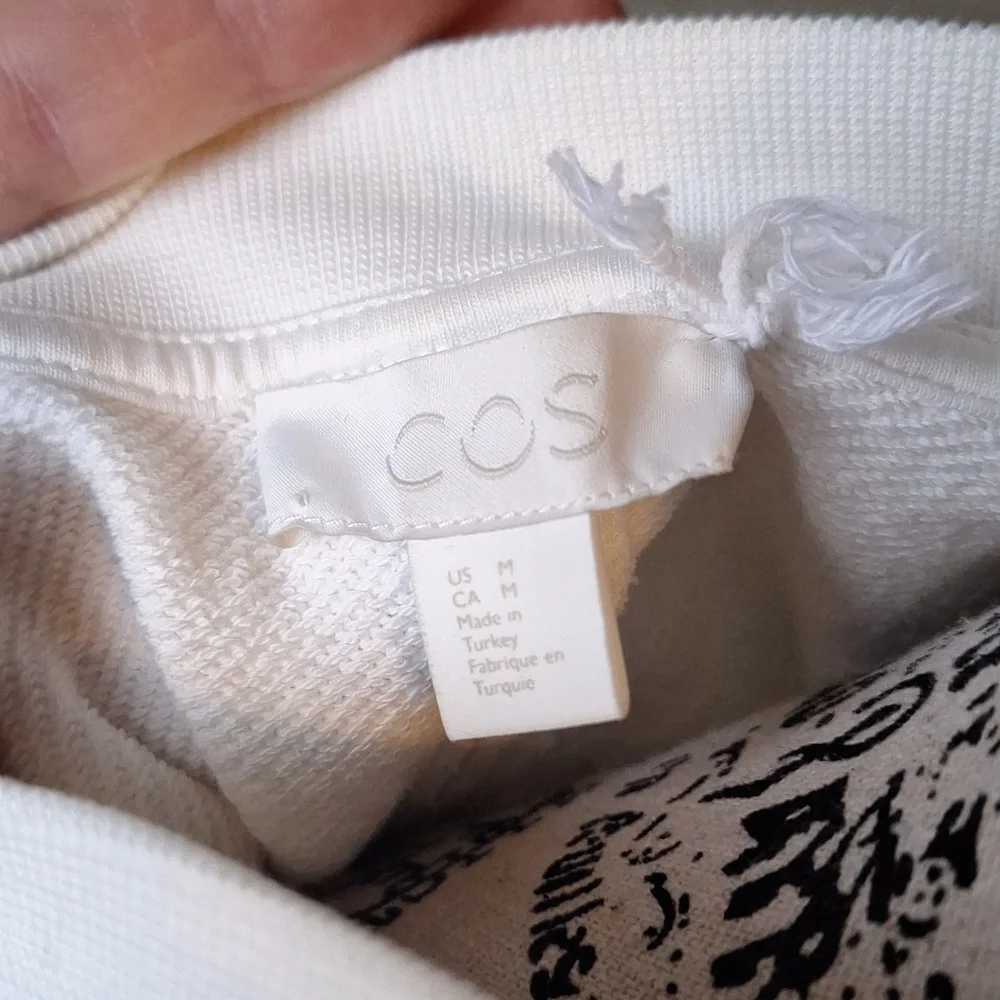 COS
US M
CA M
Made in
Turkey
Fabriqué en
Turquie